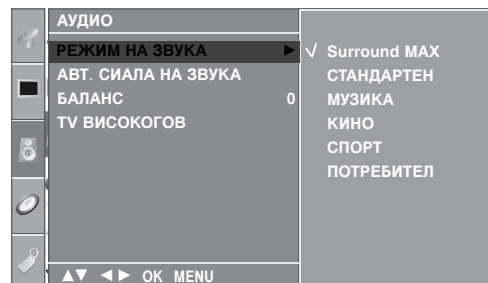 АУДИО
РЕЖИМ НА ЗВУКА ►
АВТ. СИАЛА НА ЗВУКА
БАЛАНС 0
TV ВИСОКОГОВ
▲▼ ◄► OK MENU
√ Surround MAX
СТАНДАРТЕН
МУЗИКА
КИНО
СПОРТ
ПОТРЕБИТЕЛ